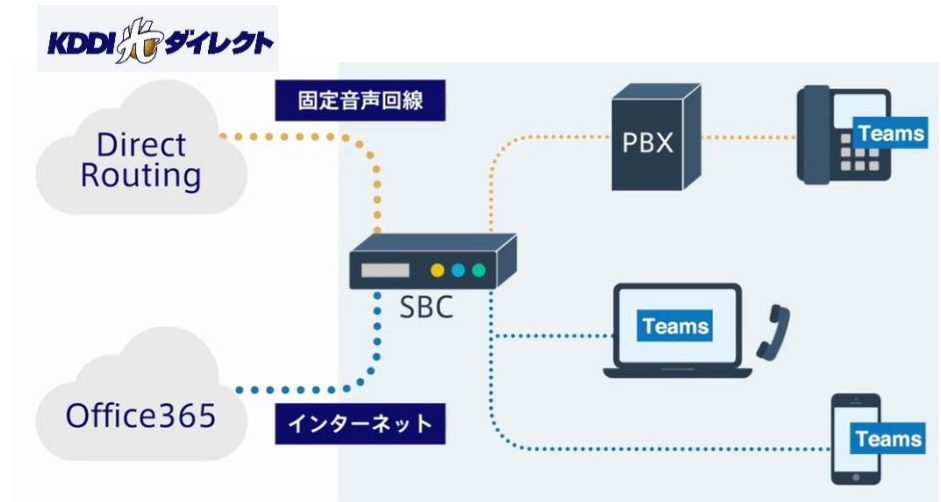 KDDI光ダイレクト
固定音声回線
Direct
Routing
PBX
Teams
SBC
Teams
Office365
インターネット
Teams